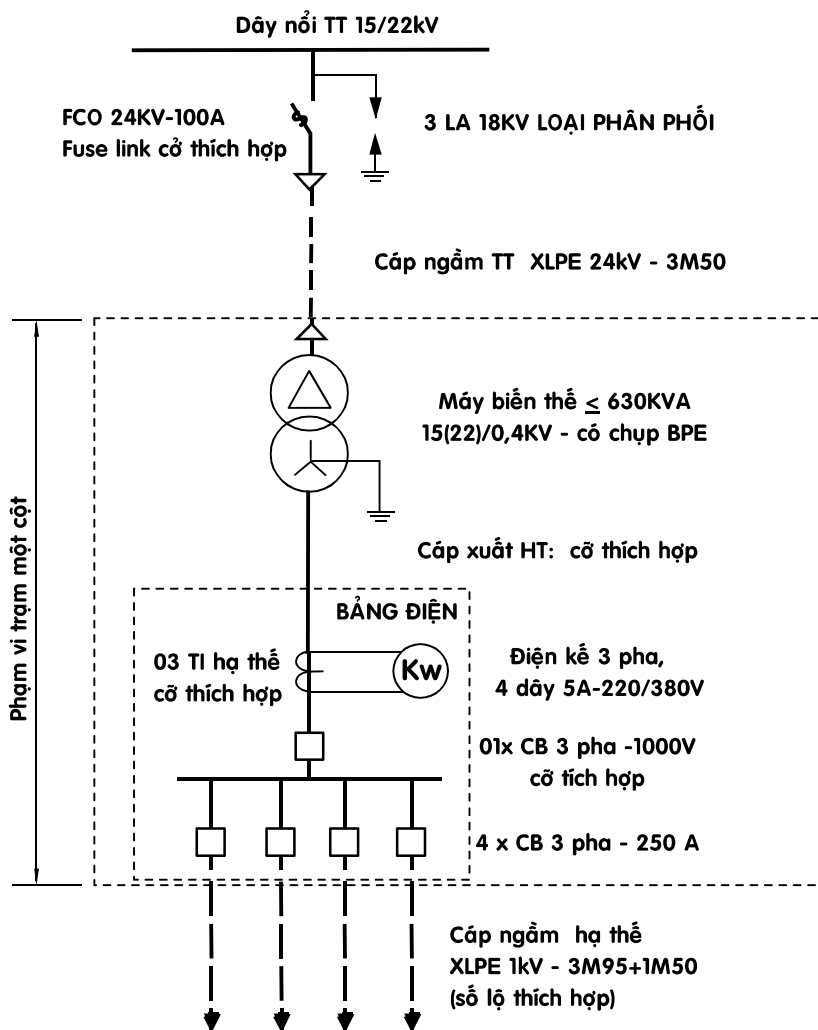 Dây nổi TT 15/22kV
FCO 24KV-100A
Fuse link cở thích hợp
3 LA 18KV LOẠI PHÂN PHỐI
Cáp ngầm TT XLPE 24kV - 3M50
Máy biến thế < 630KVA
15(22)/0,4KV - có chụp BPE
Phạm vi trạm một cột
Cáp xuất HT: cỡ thích hợp
BẢNG ĐIỆN
03 TI hạ thế
cỡ thích hợp
Kw
Điện kế 3 pha,
4 dây 5A-220/380V
01x CB 3 pha -1000V
cỡ tích hợp
4 x CB 3 pha - 250 A
Cáp ngầm hạ thế
XLPE 1kV - 3M95+1M50
(số lộ thích hợp)